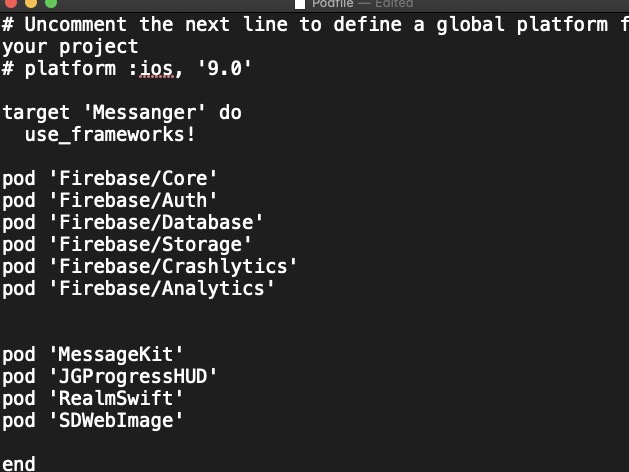 Podfile — Edited
# Uncomment the next line to define a global platform f
your project
# platform :ios, '9.0'
target 'Messanger' do
use_frameworks!
pod 'Firebase/Core'
pod 'Firebase/Auth'
pod 'Firebase/Database'
pod 'Firebase/Storage'
pod 'Firebase/Crashlytics'
pod 'Firebase/Analytics'
pod 'MessageKit'
pod 'JGProgressHUD'
pod 'RealmSwift'
pod 'SDWebImage'
end